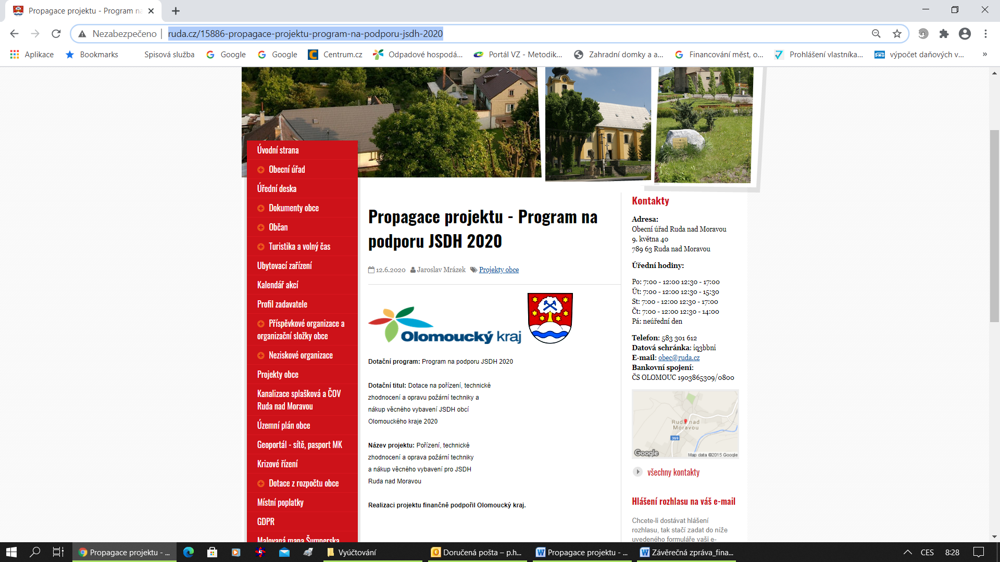 Propagace projektu - Program na
Nezabezpečeno
ruda.cz/15886-propagace-projektu-program-na-podporu-jsdh-2020
Aplikace
Bookmarks
Spisová služba
Google
Google
Centrum.cz
Odpadové hospodá...
Portál VZ - Metodik...
Zahradní domky a a...
Financování měst, o...
Prohlášení vlastníka...
výpočet daňových v...
»
Úvodní strana
Obecní úřad
Úřední deska
Dokumenty obce
Občan
Turistika a volný čas
Ubytovací zařízení
Kalendář akcí
Profil zadavatele
Příspěvkové organizace a
organizační složky obce
Neziskové organizace
Projekty obce
Kanalizace splašková a ČOV
Ruda nad Moravou
Územní plán obce
Geoportál - sítě, pasport MK
Krizové řízení
Dotace z rozpočtu obce
Místní poplatky
GDPR
Malovaná mapa Šumperska
Propagace projektu - Program na
podporu JSDH 2020
12.6.2020 Jaroslav Mrázek Projekty obce
Olomoucký kraj
Dotační program: Program na podporu JSDH 2020
Dotační titul: Dotace na pořízení, technické
zhodnocení a opravu požární techniky a
nákup věcného vybavení JSDH obcí
Olomouckého kraje 2020
Název projektu: Pořízení, technické
zhodnocení a oprava požární techniky
a nákup věcného vybavení pro JSDH
Ruda nad Moravou
Realizaci projektu finančně podpořil Olomoucký kraj.
Kontakty
Adresa:
Obecní úřad Ruda nad Moravou
9. května 40
789 63 Ruda nad Moravou
Úřední hodiny:
Po: 7:00 - 12:00 12:30 - 17:00
Út: 7:00 - 12:00 12:30 - 15:30
St: 7:00 - 12:00 12:30 - 17:00
Čt: 7:00 - 12:00 12:30 - 14:00
Pá: neúřední den
Telefon: 583 301 612
Datová schránka: iq3bbni
E-mail: obec@ruda.cz
Bankovní spojení:
ČS OLOMOUC 1903865309/0800
Ruda nad
Moravou
369
Google
Map data ©2015 Google
všechny kontakty
Hlášení rozhlasu na váš e-mail
Chcete-li dostávat hlášení
rozhlasu, tak stačí zadat do níže
uvedeného formuláře vaši e-
Propagace projektu - ...
Vyúčtování
Doručená pošta – p.h...
Propagace projektu - ...
Závěrečná zpráva_fina...
CES
8:28